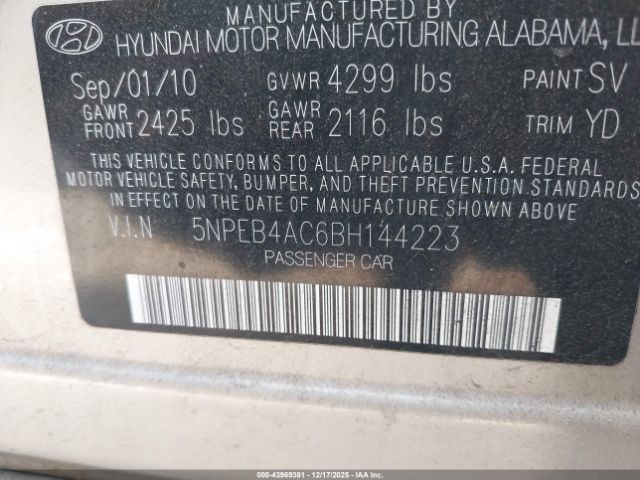 MANUFACTURED BY
HYUNDAI MOTOR MANUFACTURING ALABAMA, LL
Sep/01/10 GVWR 4299 lbs PAINT SV
GAWR FRONT 2425 lbs GAWR REAR 2116 lbs TRIM YD
THIS VEHICLE CONFORMS TO ALL APPLICABLE U.S.A. FEDERAL
MOTOR VEHICLE SAFETY, BUMPER, AND THEFT PREVENTION STANDARDS
IN EFFECT ON THE DATE OF MANUFACTURE SHOWN ABOVE
V.I.N 5NPEB4AC6BH144223
PASSENGER CAR
000-43969381 | 12/17/2025 - IAAI.COM